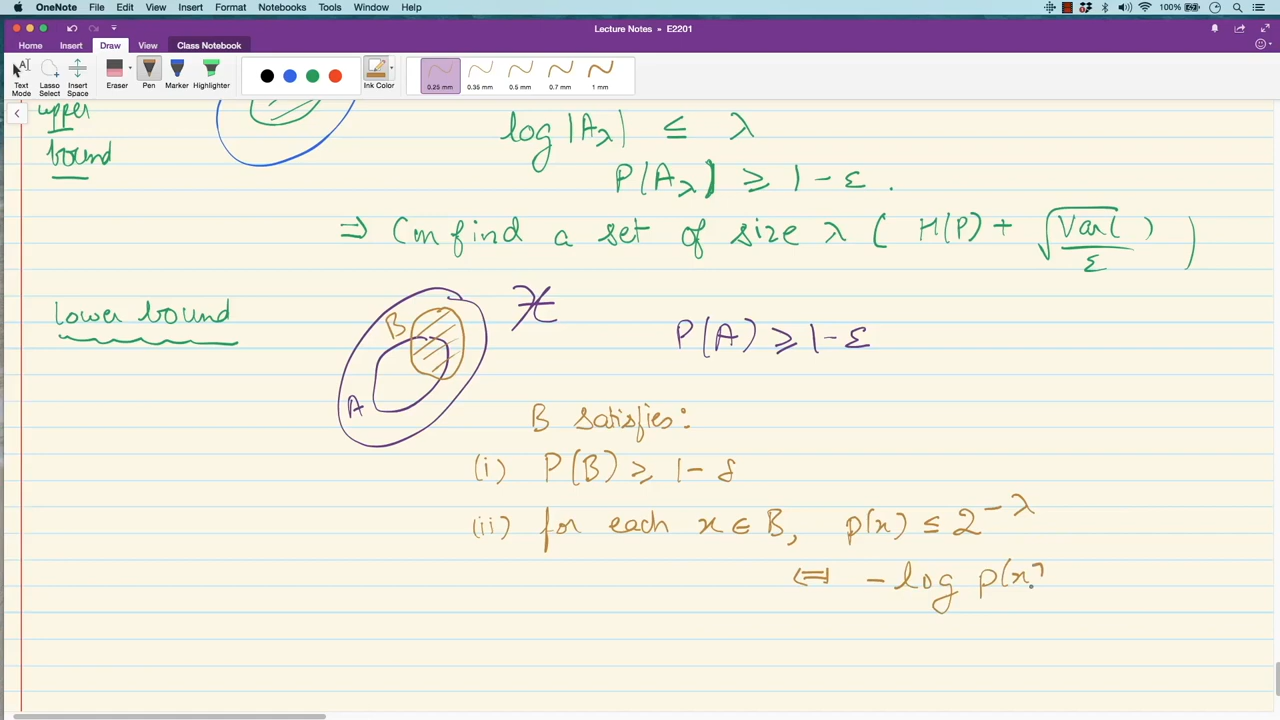 OneNote File Edit View Insert Format Notebooks Tools Window Help 100%
Lecture Notes » E2201
Home Insert Draw View Class Notebook
Text Mode Lasso Select Insert Space Eraser Pen Marker Highlighter Ink Color 0.25 mm 0.35 mm 0.5 mm 0.7 mm 1 mm
upper
bound
log |Aλ| ≤ λ
P(Aλ) ≥ 1 - ε .
⇒ Can find a set of size λ ( H(P) + √Var( ) / ε )
lower bound
B
A
𝒳
P(A) ≥ 1 - ε
B satisfies:
(i) P(B) ≥ 1 - δ
(ii) for each x ∈ B, p(x) ≤ 2^-λ
⇔ - log p(x)